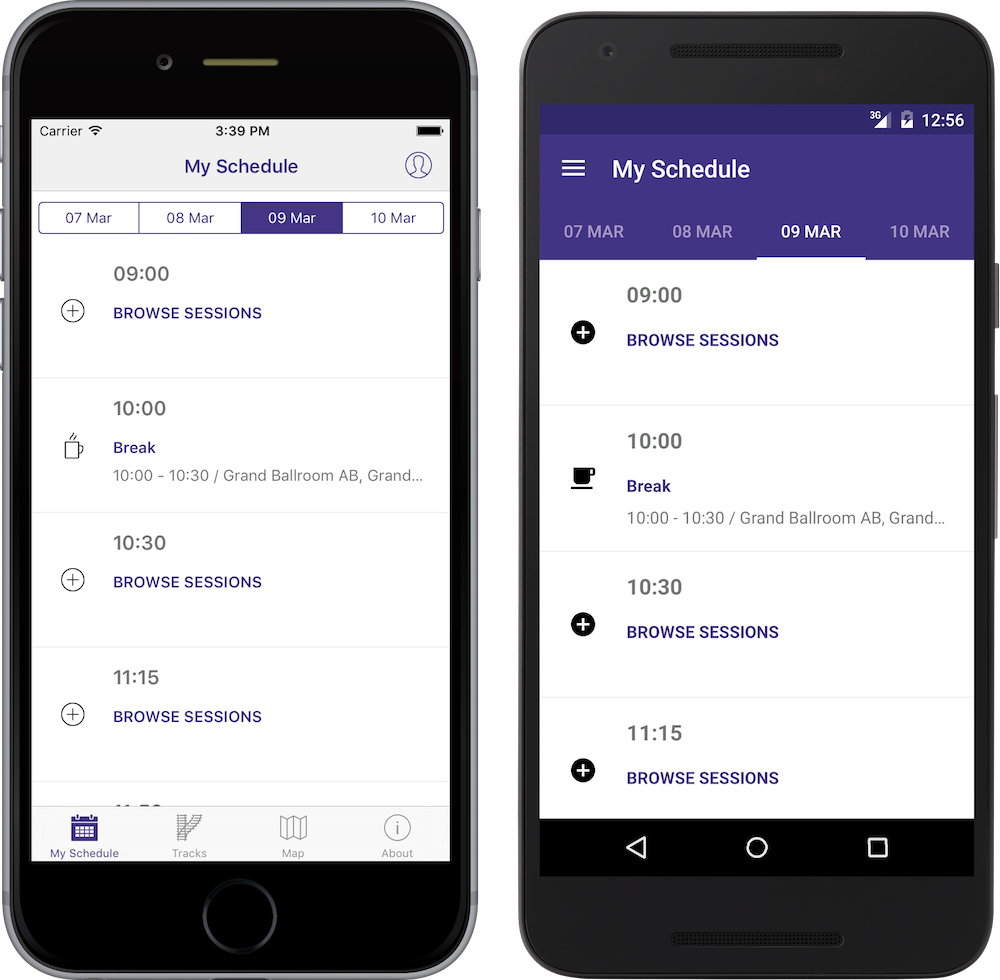 Carrier 3:39 PM
My Schedule
07 Mar 08 Mar 09 Mar 10 Mar
09:00
BROWSE SESSIONS
10:00
Break
10:00 - 10:30 / Grand Ballroom AB, Grand...
10:30
BROWSE SESSIONS
11:15
BROWSE SESSIONS
My Schedule Tracks Map About
3G 12:56
My Schedule
07 MAR 08 MAR 09 MAR 10 MAR
09:00
BROWSE SESSIONS
10:00
Break
10:00 - 10:30 / Grand Ballroom AB, Grand...
10:30
BROWSE SESSIONS
11:15
BROWSE SESSIONS